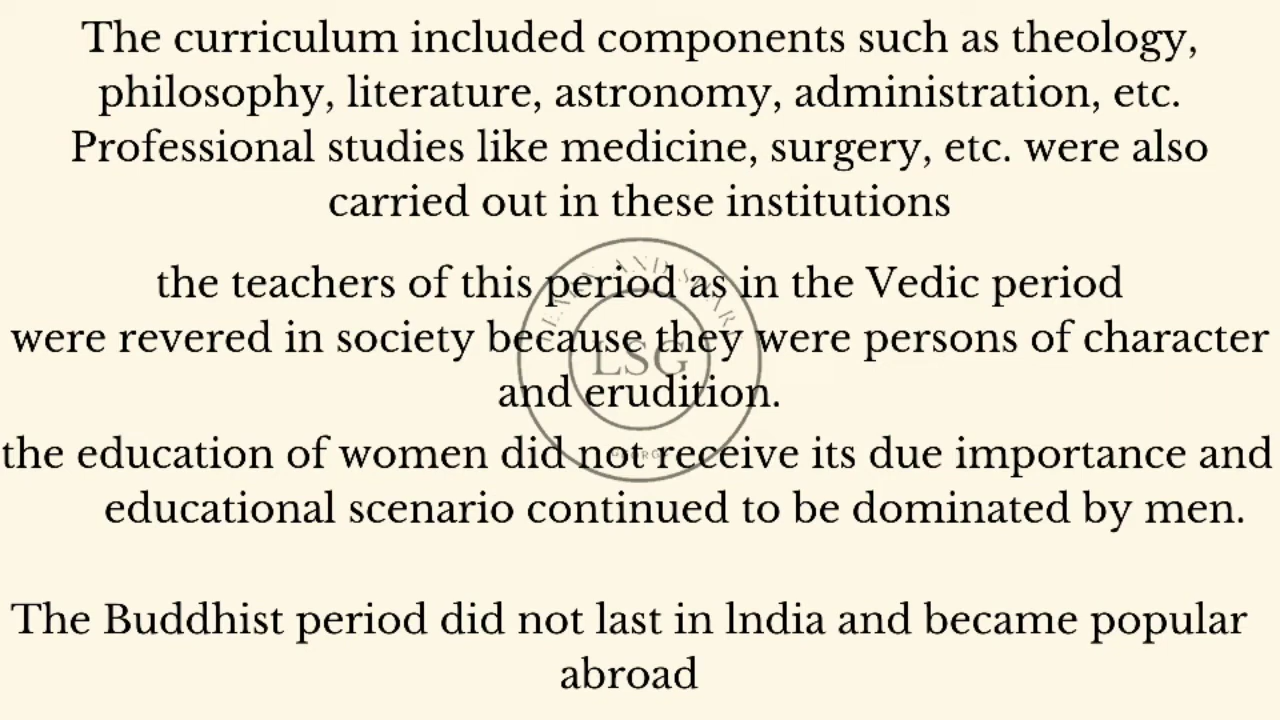 The curriculum included components such as theology,
philosophy, literature, astronomy, administration, etc.
Professional studies like medicine, surgery, etc. were also
carried out in these institutions
the teachers of this period as in the Vedic period
were revered in society because they were persons of character
and erudition.
the education of women did not receive its due importance and
educational scenario continued to be dominated by men.
The Buddhist period did not last in lndia and became popular
abroad
LSG